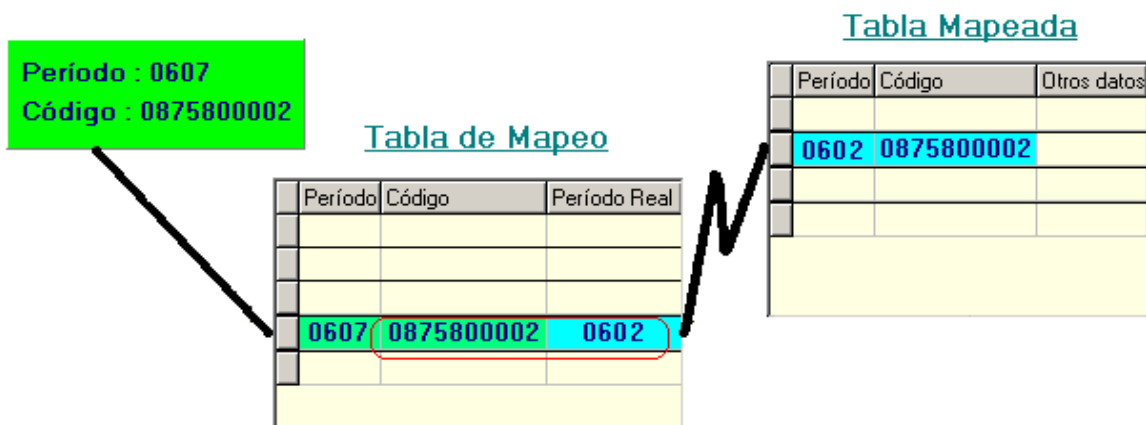 Tabla Mapeada
Período : 0607
Código : 0875800002
Período Código Otros datos
0602 0875800002
Tabla de Mapeo
Período Código Período Real
0607 0875800002 0602